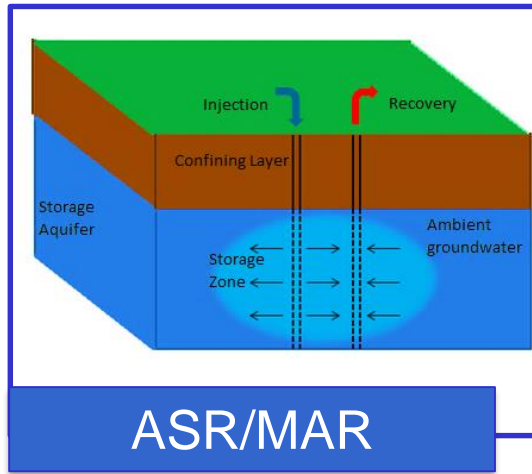 Injection
Recovery
Confining Layer
Storage
Aquifer
Ambient
groundwater
Storage
Zone
ASR/MAR